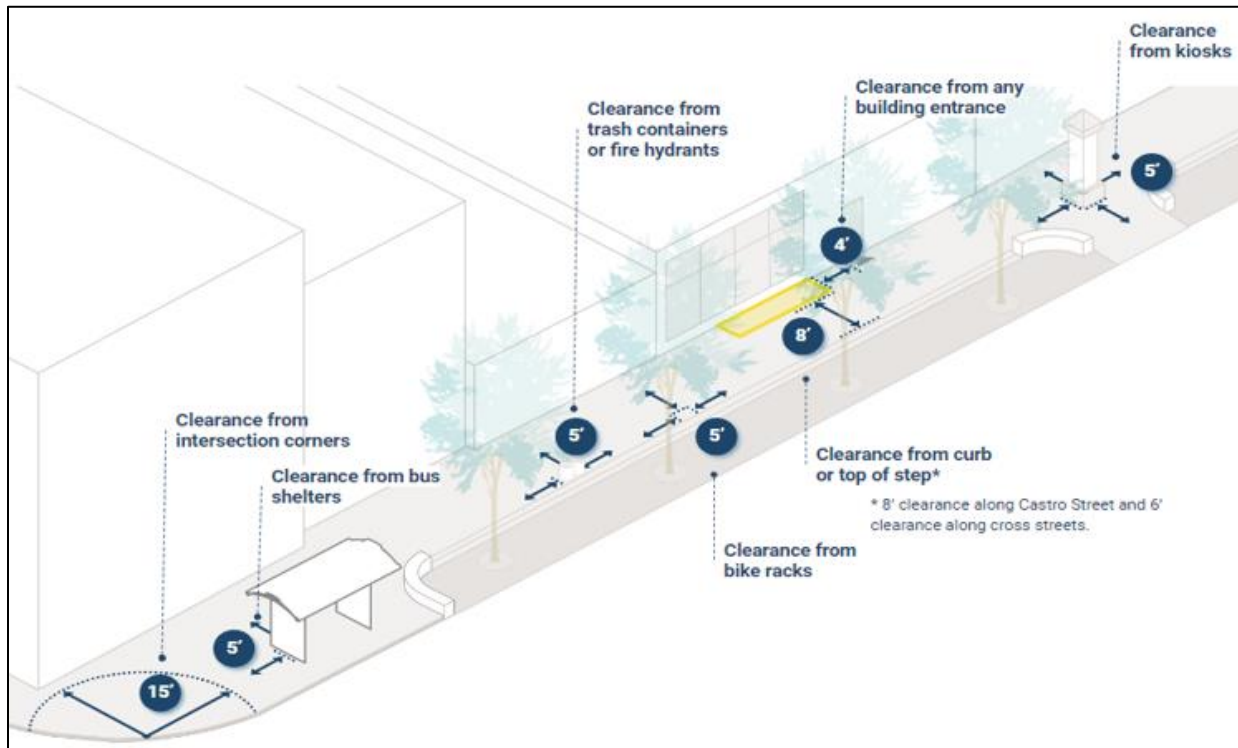 Clearance
from kiosks
5′
Clearance from any
building entrance
4′
Clearance from
trash containers
or fire hydrants
8′
5′
5′
Clearance from curb
or top of step*
* 8′ clearance along Castro Street and 6′
clearance along cross streets.
Clearance from
bike racks
Clearance from
intersection corners
Clearance from bus
shelters
5′
15′